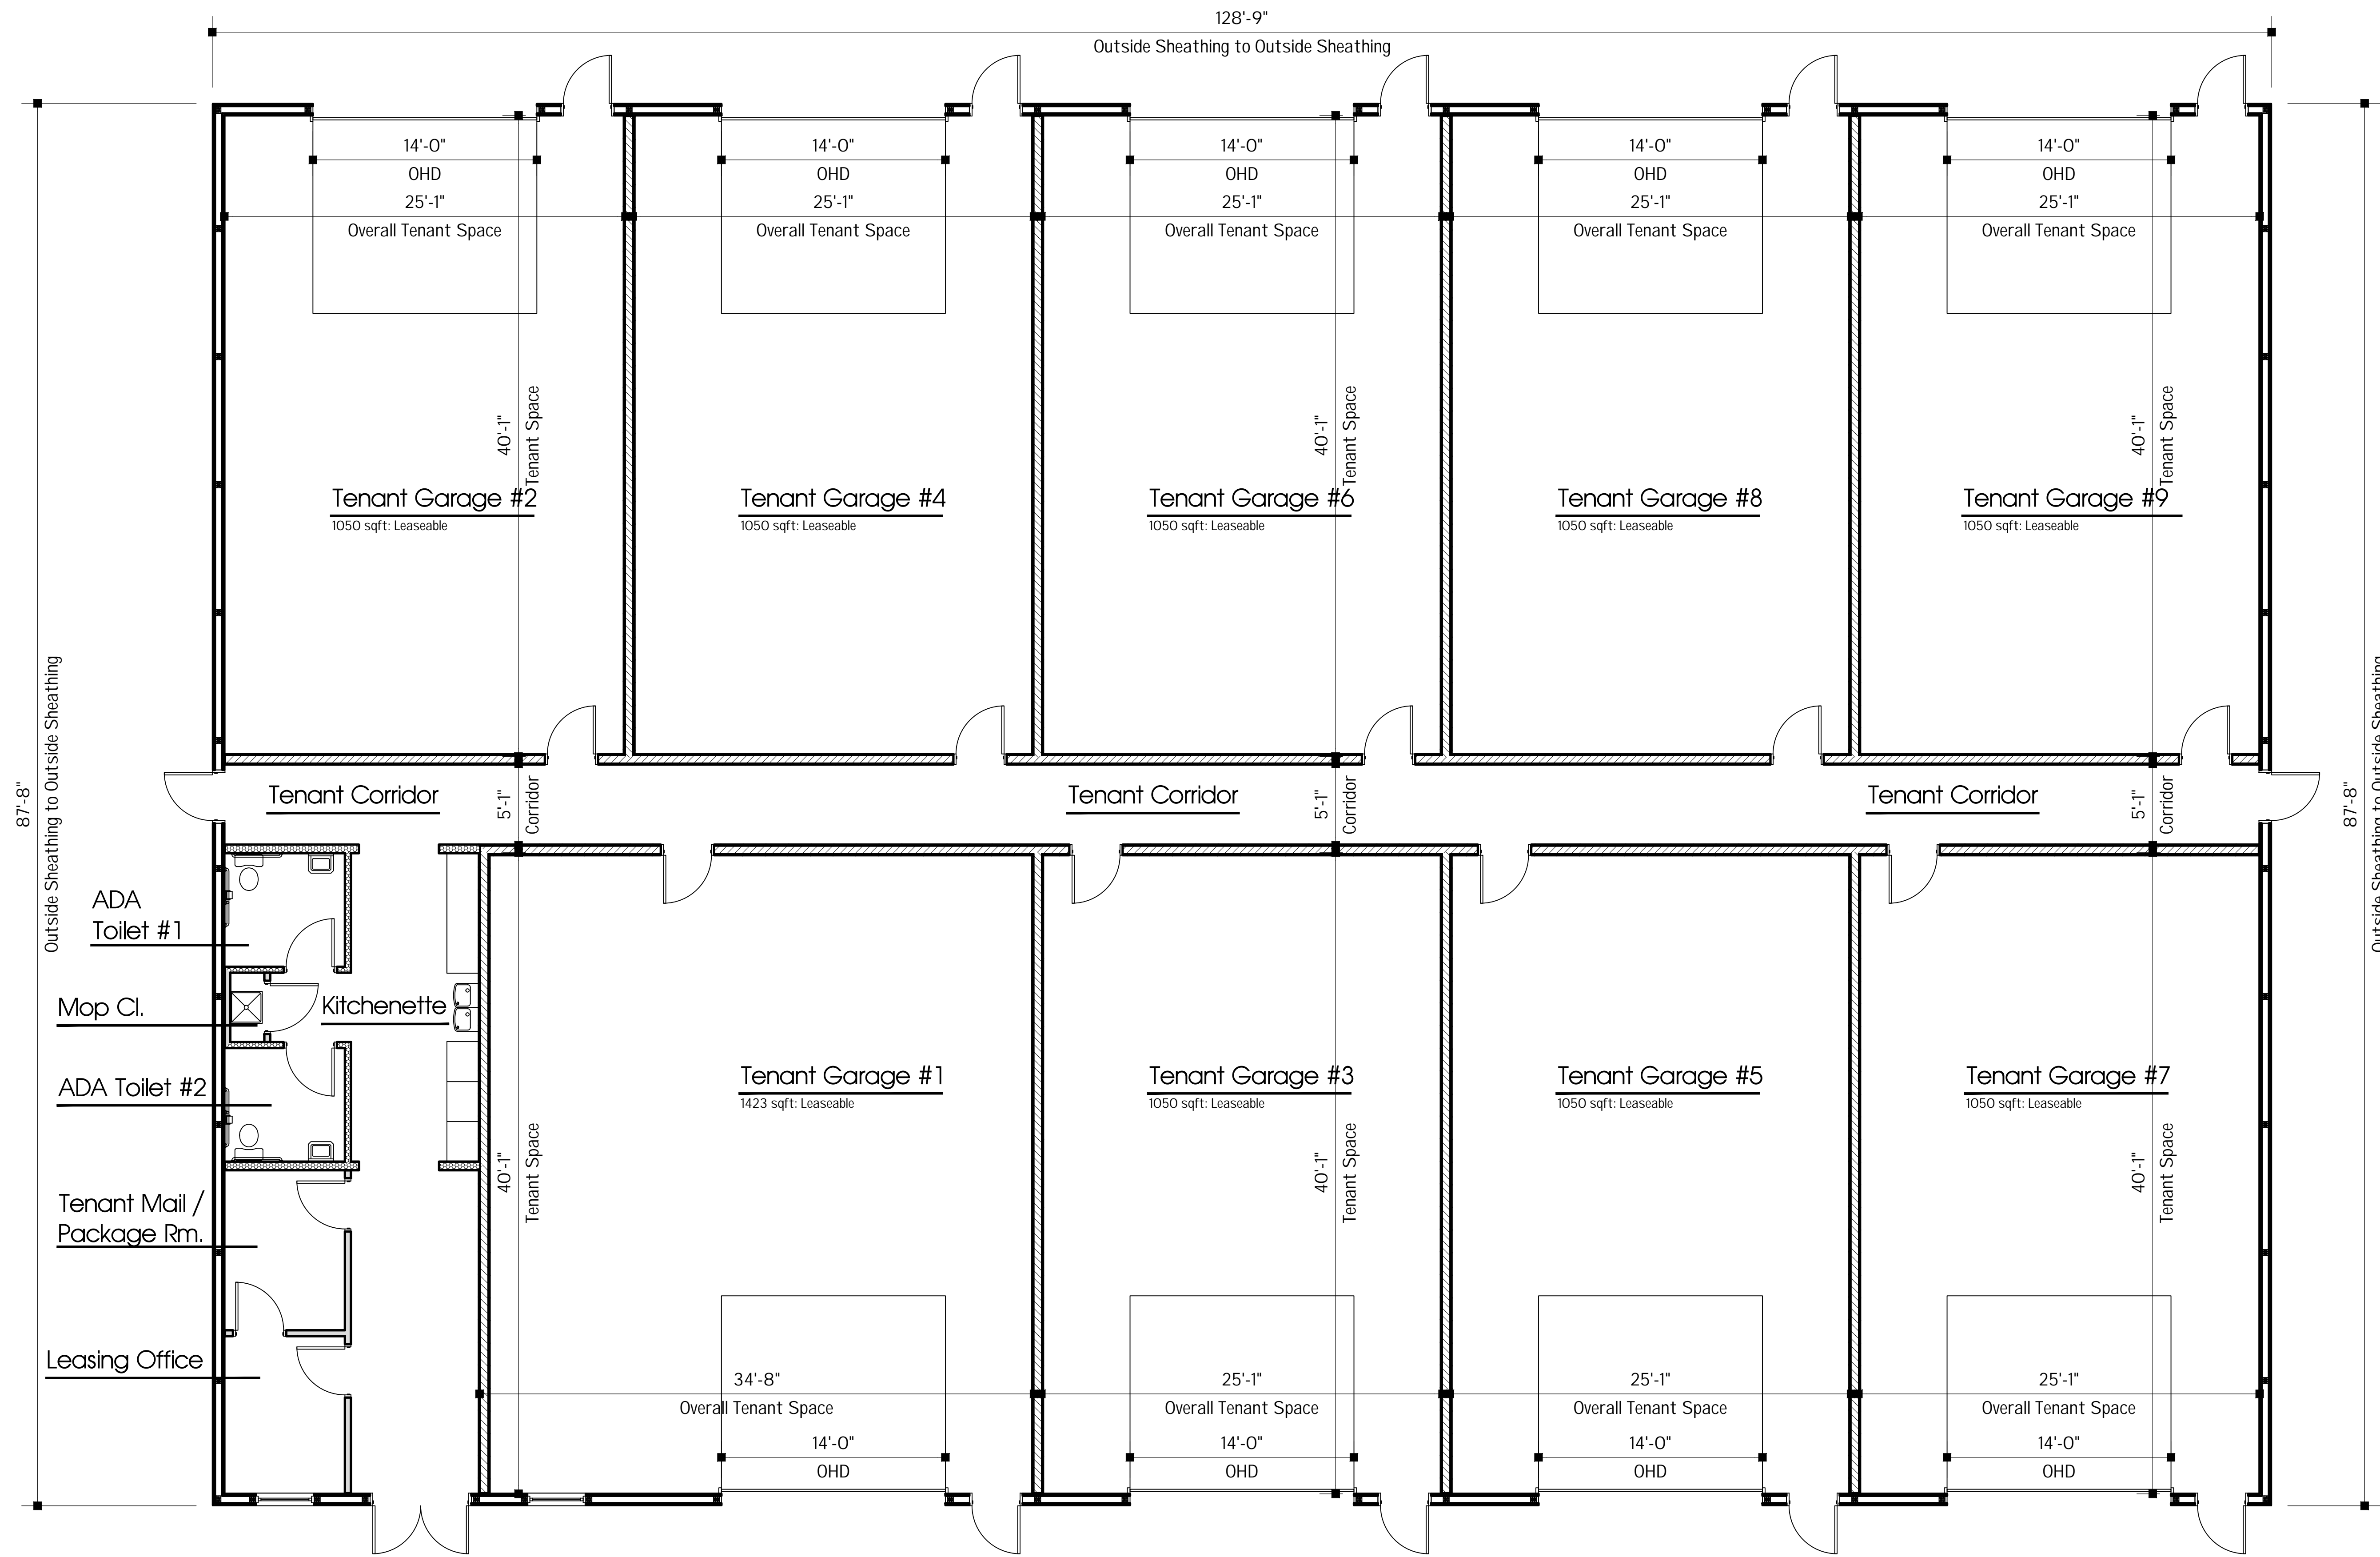 128'-9"
Outside Sheathing to Outside Sheathing
14'-0"
OHD
25'-1"
Overall Tenant Space
14'-0"
OHD
25'-1"
Overall Tenant Space
14'-0"
OHD
25'-1"
Overall Tenant Space
14'-0"
OHD
25'-1"
Overall Tenant Space
14'-0"
OHD
25'-1"
Overall Tenant Space
40'-1"
Tenant Space
40'-1"
Tenant Space
40'-1"
Tenant Space
Tenant Garage #2
1050 sqft: Leaseable
Tenant Garage #4
1050 sqft: Leaseable
Tenant Garage #6
1050 sqft: Leaseable
Tenant Garage #8
1050 sqft: Leaseable
Tenant Garage #9
1050 sqft: Leaseable
87'-8"
Outside Sheathing to Outside Sheathing
87'-8"
Outside Sheathing to Outside Sheathing
Tenant Corridor
5'-1"
Corridor
Tenant Corridor
5'-1"
Corridor
Tenant Corridor
5'-1"
Corridor
ADA
Toilet #1
Mop Cl.
Kitchenette
ADA Toilet #2
Tenant Mail /
Package Rm.
Leasing Office
Tenant Garage #1
1423 sqft: Leaseable
Tenant Garage #3
1050 sqft: Leaseable
Tenant Garage #5
1050 sqft: Leaseable
Tenant Garage #7
1050 sqft: Leaseable
40'-1"
Tenant Space
40'-1"
Tenant Space
40'-1"
Tenant Space
34'-8"
Overall Tenant Space
14'-0"
OHD
25'-1"
Overall Tenant Space
14'-0"
OHD
25'-1"
Overall Tenant Space
14'-0"
OHD
25'-1"
Overall Tenant Space
14'-0"
OHD